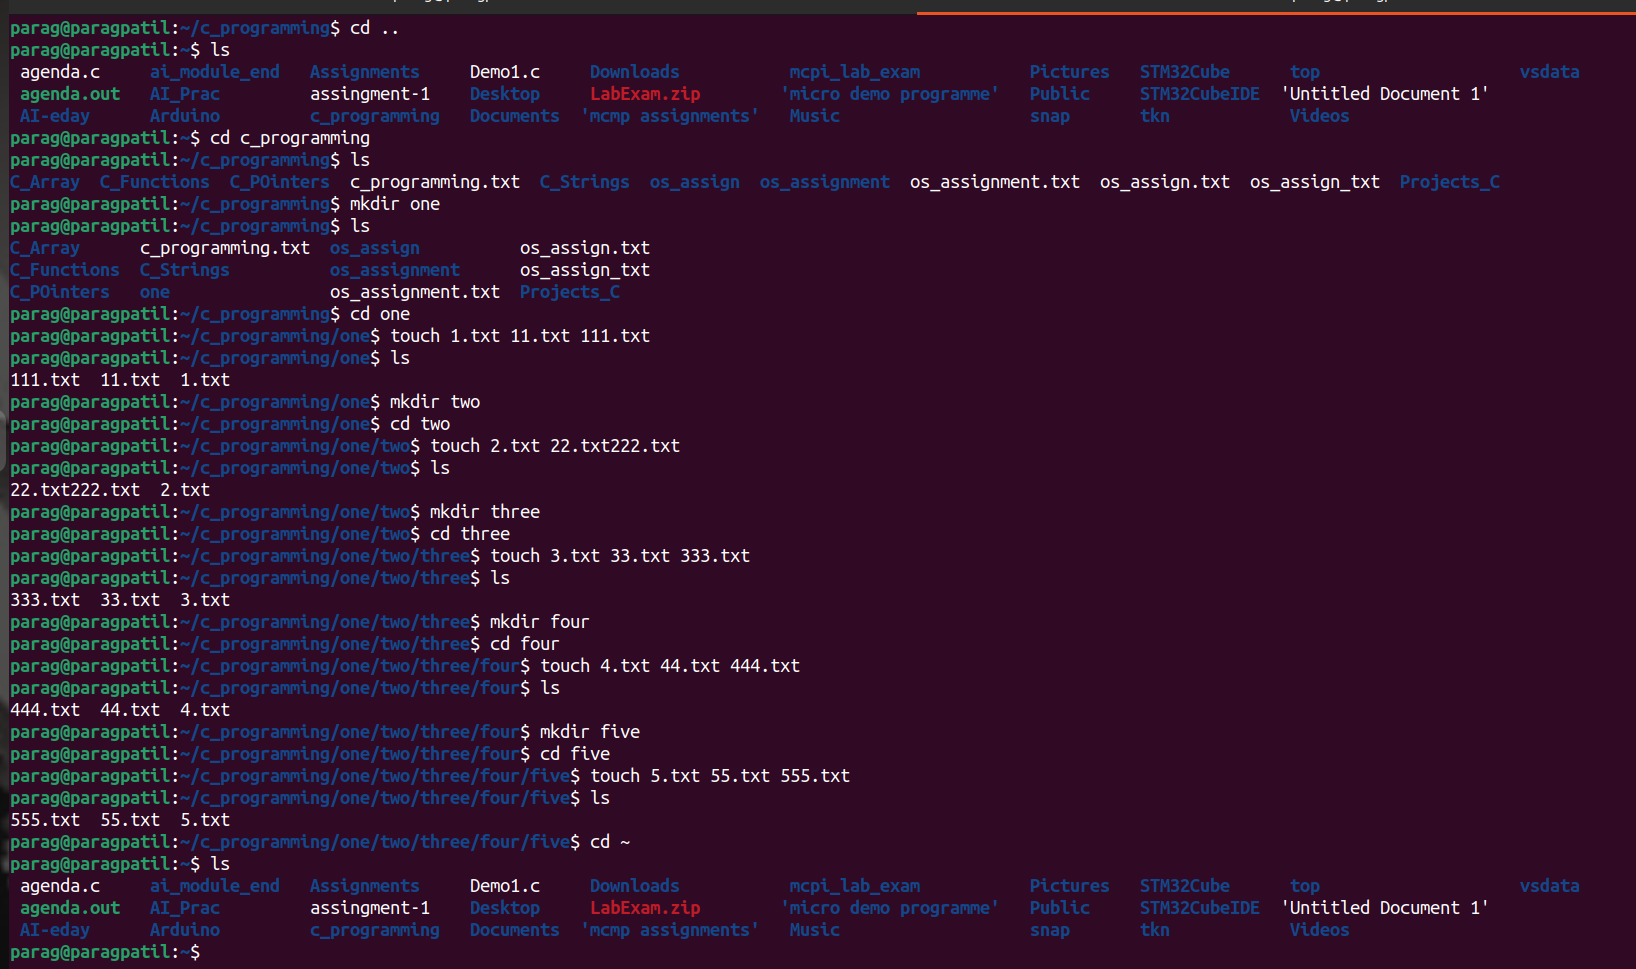 parag@paragpatil:~/c_programming$ cd ..
parag@paragpatil:~$ ls
agenda.c ai_module_end Assignments Demo1.c Downloads mcpi_lab_exam Pictures STM32Cube top vsdata
agenda.out AI_Prac assingment-1 Desktop LabExam.zip 'micro demo programme' Public STM32CubeIDE 'Untitled Document 1'
AI-eday Arduino c_programming Documents 'mcmp assignments' Music snap tkn Videos
parag@paragpatil:~$ cd c_programming
parag@paragpatil:~/c_programming$ ls
C_Array C_Functions C_POinters c_programming.txt C_Strings os_assign os_assignment os_assignment.txt os_assign.txt os_assign_txt Projects_C
parag@paragpatil:~/c_programming$ mkdir one
parag@paragpatil:~/c_programming$ ls
C_Array c_programming.txt os_assign os_assign.txt
C_Functions C_Strings os_assignment os_assign_txt
C_POinters one os_assignment.txt Projects_C
parag@paragpatil:~/c_programming$ cd one
parag@paragpatil:~/c_programming/one$ touch 1.txt 11.txt 111.txt
parag@paragpatil:~/c_programming/one$ ls
111.txt 11.txt 1.txt
parag@paragpatil:~/c_programming/one$ mkdir two
parag@paragpatil:~/c_programming/one$ cd two
parag@paragpatil:~/c_programming/one/two$ touch 2.txt 22.txt222.txt
parag@paragpatil:~/c_programming/one/two$ ls
22.txt222.txt 2.txt
parag@paragpatil:~/c_programming/one/two$ mkdir three
parag@paragpatil:~/c_programming/one/two$ cd three
parag@paragpatil:~/c_programming/one/two/three$ touch 3.txt 33.txt 333.txt
parag@paragpatil:~/c_programming/one/two/three$ ls
333.txt 33.txt 3.txt
parag@paragpatil:~/c_programming/one/two/three$ mkdir four
parag@paragpatil:~/c_programming/one/two/three$ cd four
parag@paragpatil:~/c_programming/one/two/three/four$ touch 4.txt 44.txt 444.txt
parag@paragpatil:~/c_programming/one/two/three/four$ ls
444.txt 44.txt 4.txt
parag@paragpatil:~/c_programming/one/two/three/four$ mkdir five
parag@paragpatil:~/c_programming/one/two/three/four$ cd five
parag@paragpatil:~/c_programming/one/two/three/four/five$ touch 5.txt 55.txt 555.txt
parag@paragpatil:~/c_programming/one/two/three/four/five$ ls
555.txt 55.txt 5.txt
parag@paragpatil:~/c_programming/one/two/three/four/five$ cd ~
parag@paragpatil:~$ ls
agenda.c ai_module_end Assignments Demo1.c Downloads mcpi_lab_exam Pictures STM32Cube top vsdata
agenda.out AI_Prac assingment-1 Desktop LabExam.zip 'micro demo programme' Public STM32CubeIDE 'Untitled Document 1'
AI-eday Arduino c_programming Documents 'mcmp assignments' Music snap tkn Videos
parag@paragpatil:~$